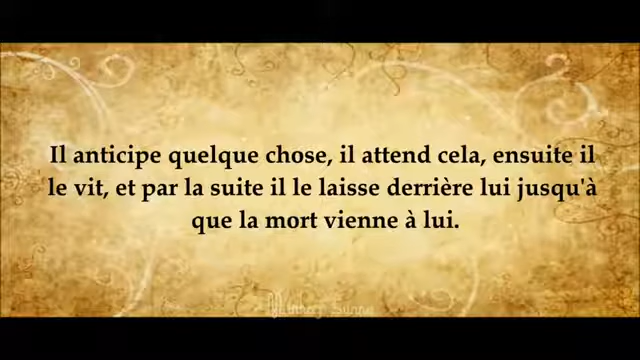 Il anticipe quelque chose, il attend cela, ensuite il
le vit, et par la suite il le laisse derrière lui jusqu'à
que la mort vienne à lui.